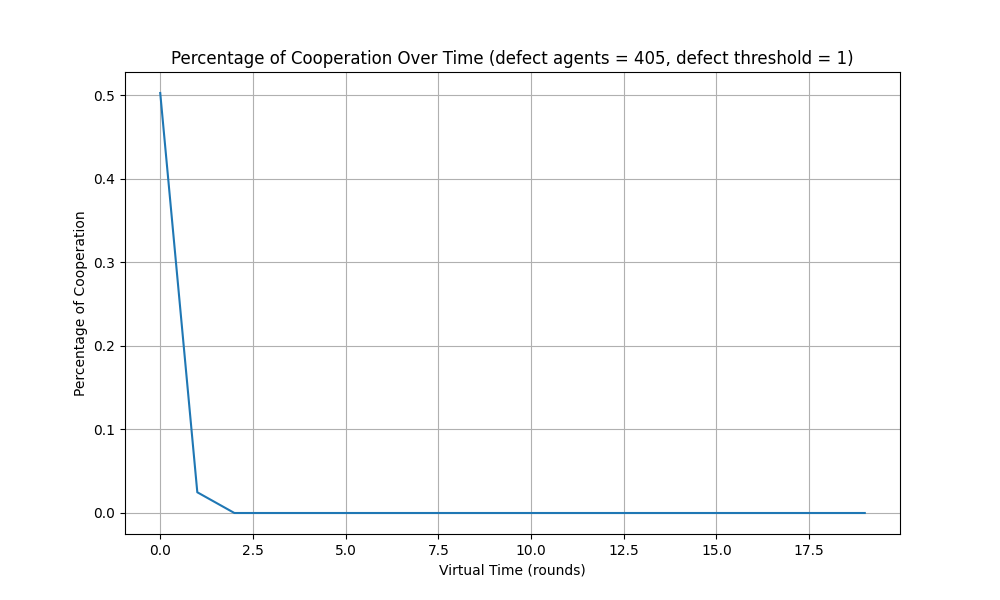 Percentage of Cooperation Over Time (defect agents = 405, defect threshold = 1)
Percentage of Cooperation
0.5
0.4
0.3
0.2
0.1
0.0
0.0 2.5 5.0 7.5 10.0 12.5 15.0 17.5
Virtual Time (rounds)